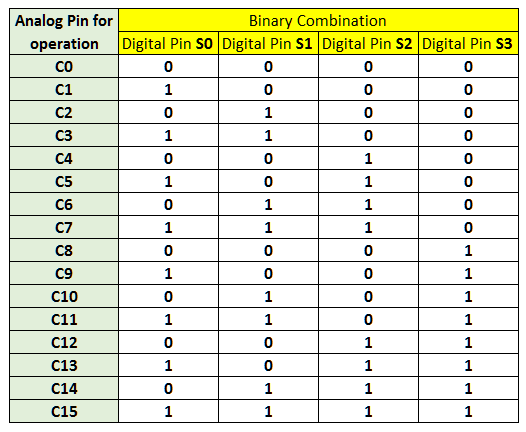 Analog Pin for operation Binary Combination
Digital Pin S0 Digital Pin S1 Digital Pin S2 Digital Pin S3
C0 0 0 0 0
C1 1 0 0 0
C2 0 1 0 0
C3 1 1 0 0
C4 0 0 1 0
C5 1 0 1 0
C6 0 1 1 0
C7 1 1 1 0
C8 0 0 0 1
C9 1 0 0 1
C10 0 1 0 1
C11 1 1 0 1
C12 0 0 1 1
C13 1 0 1 1
C14 0 1 1 1
C15 1 1 1 1